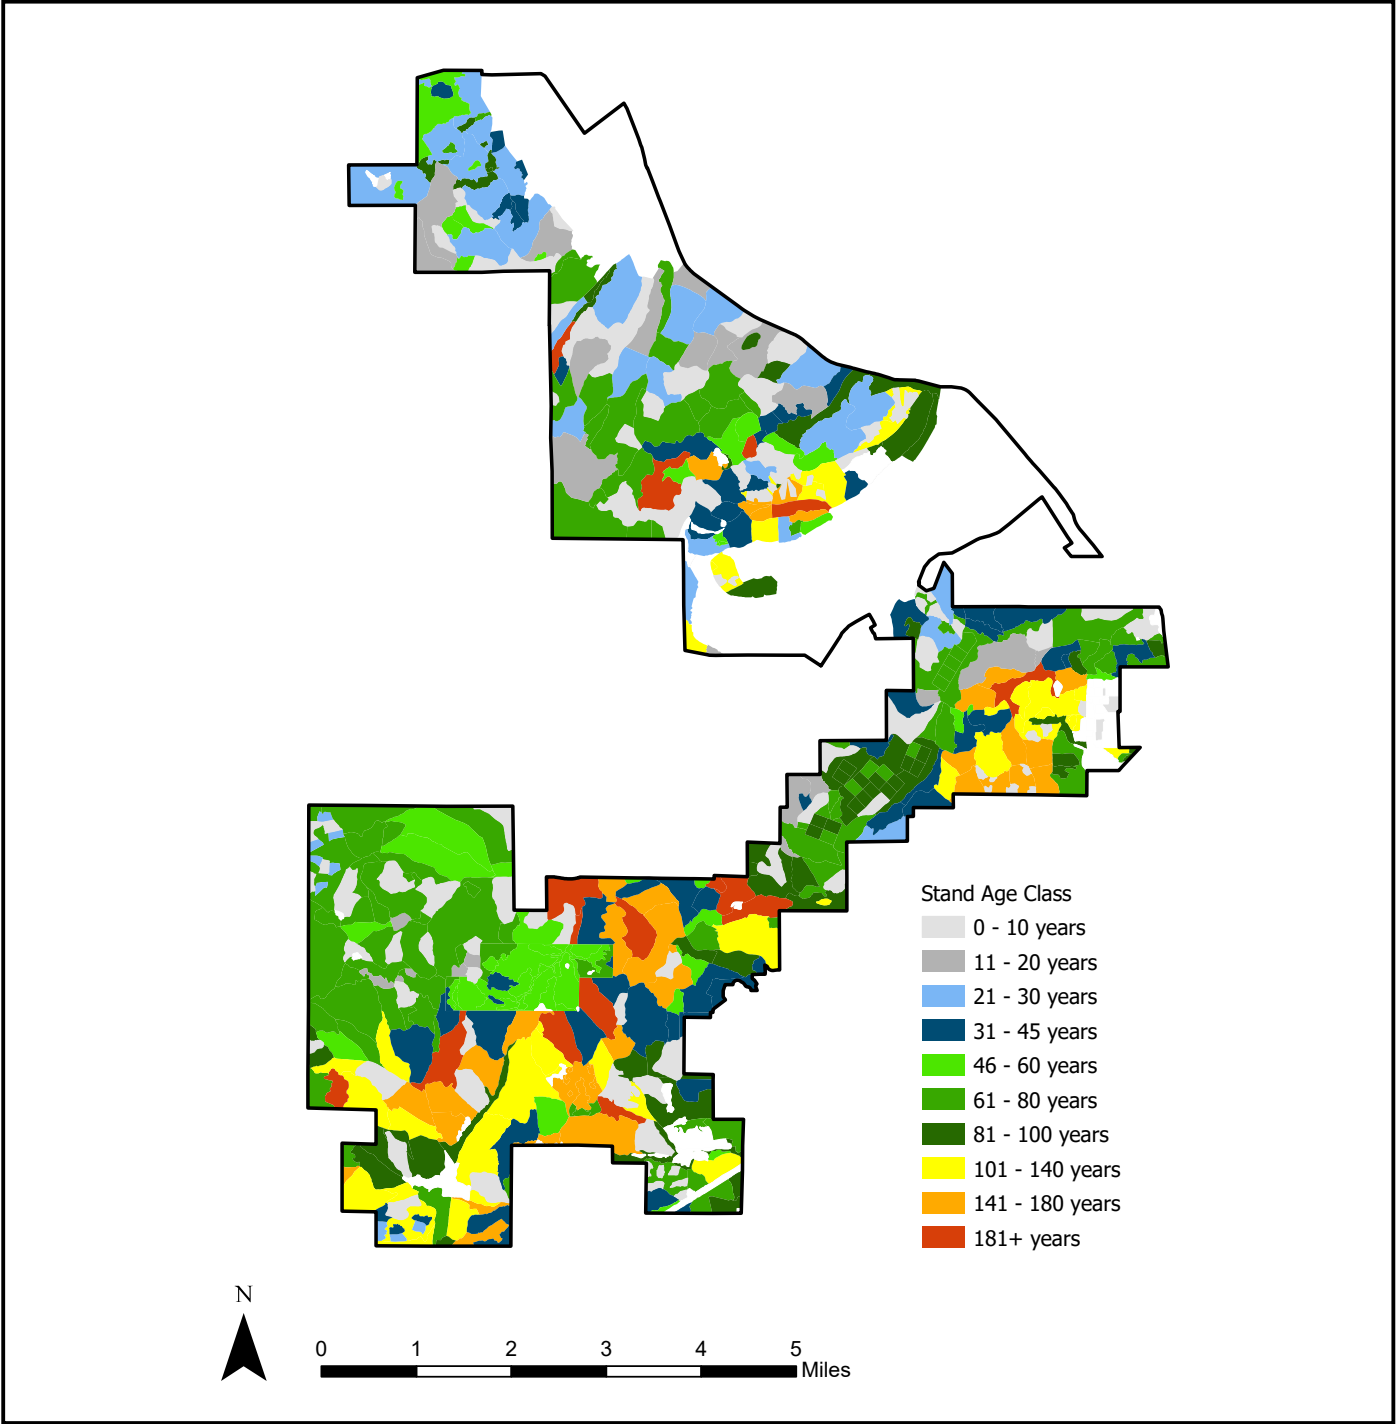 Stand Age Class
0 - 10 years
11 - 20 years
21 - 30 years
31 - 45 years
46 - 60 years
61 - 80 years
81 - 100 years
101 - 140 years
141 - 180 years
181+ years
N
0 1 2 3 4 5
Miles